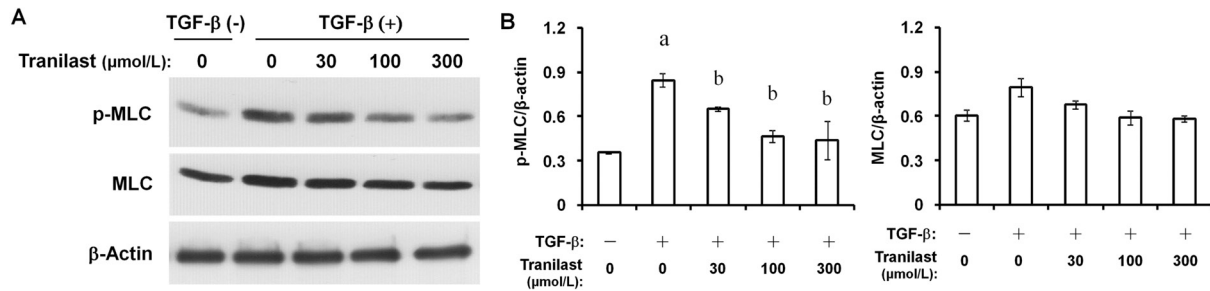 A
TGF-β (-) TGF-β (+)
Tranilast (μmol/L): 0 0 30 100 300
p-MLC
MLC
β-Actin
B
p-MLC/β-actin
1.2
0.9
0.6
0.3
0
a
b
b
b
TGF-β: − + + + +
Tranilast 0 0 30 100 300
(μmol/L):
MLC/β-actin
1.2
0.9
0.6
0.3
0
TGF-β: − + + + +
Tranilast 0 0 30 100 300
(μmol/L):